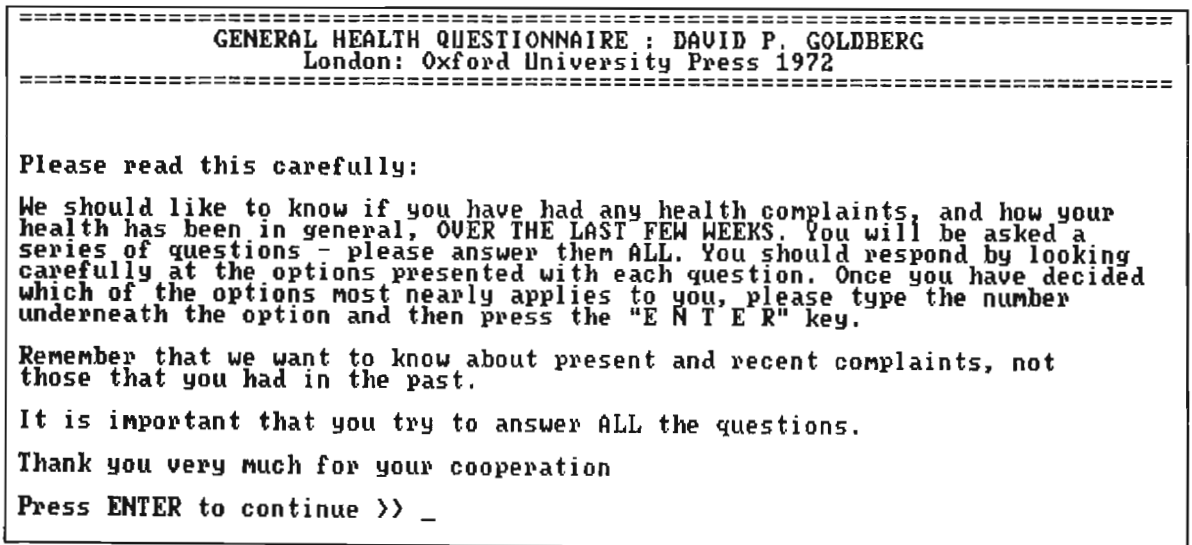 ================================================================================
GENERAL HEALTH QUESTIONNAIRE : DAVID P. GOLDBERG
London: Oxford University Press 1972
================================================================================
Please read this carefully:
We should like to know if you have had any health complaints, and how your
health has been in general, OVER THE LAST FEW WEEKS. You will be asked a
series of questions - please answer them ALL. You should respond by looking
carefully at the options presented with each question. Once you have decided
which of the options most nearly applies to you, please type the number
underneath the option and then press the "E N T E R" key.
Remember that we want to know about present and recent complaints, not
those that you had in the past.
It is important that you try to answer ALL the questions.
Thank you very much for your cooperation
Press ENTER to continue >> _